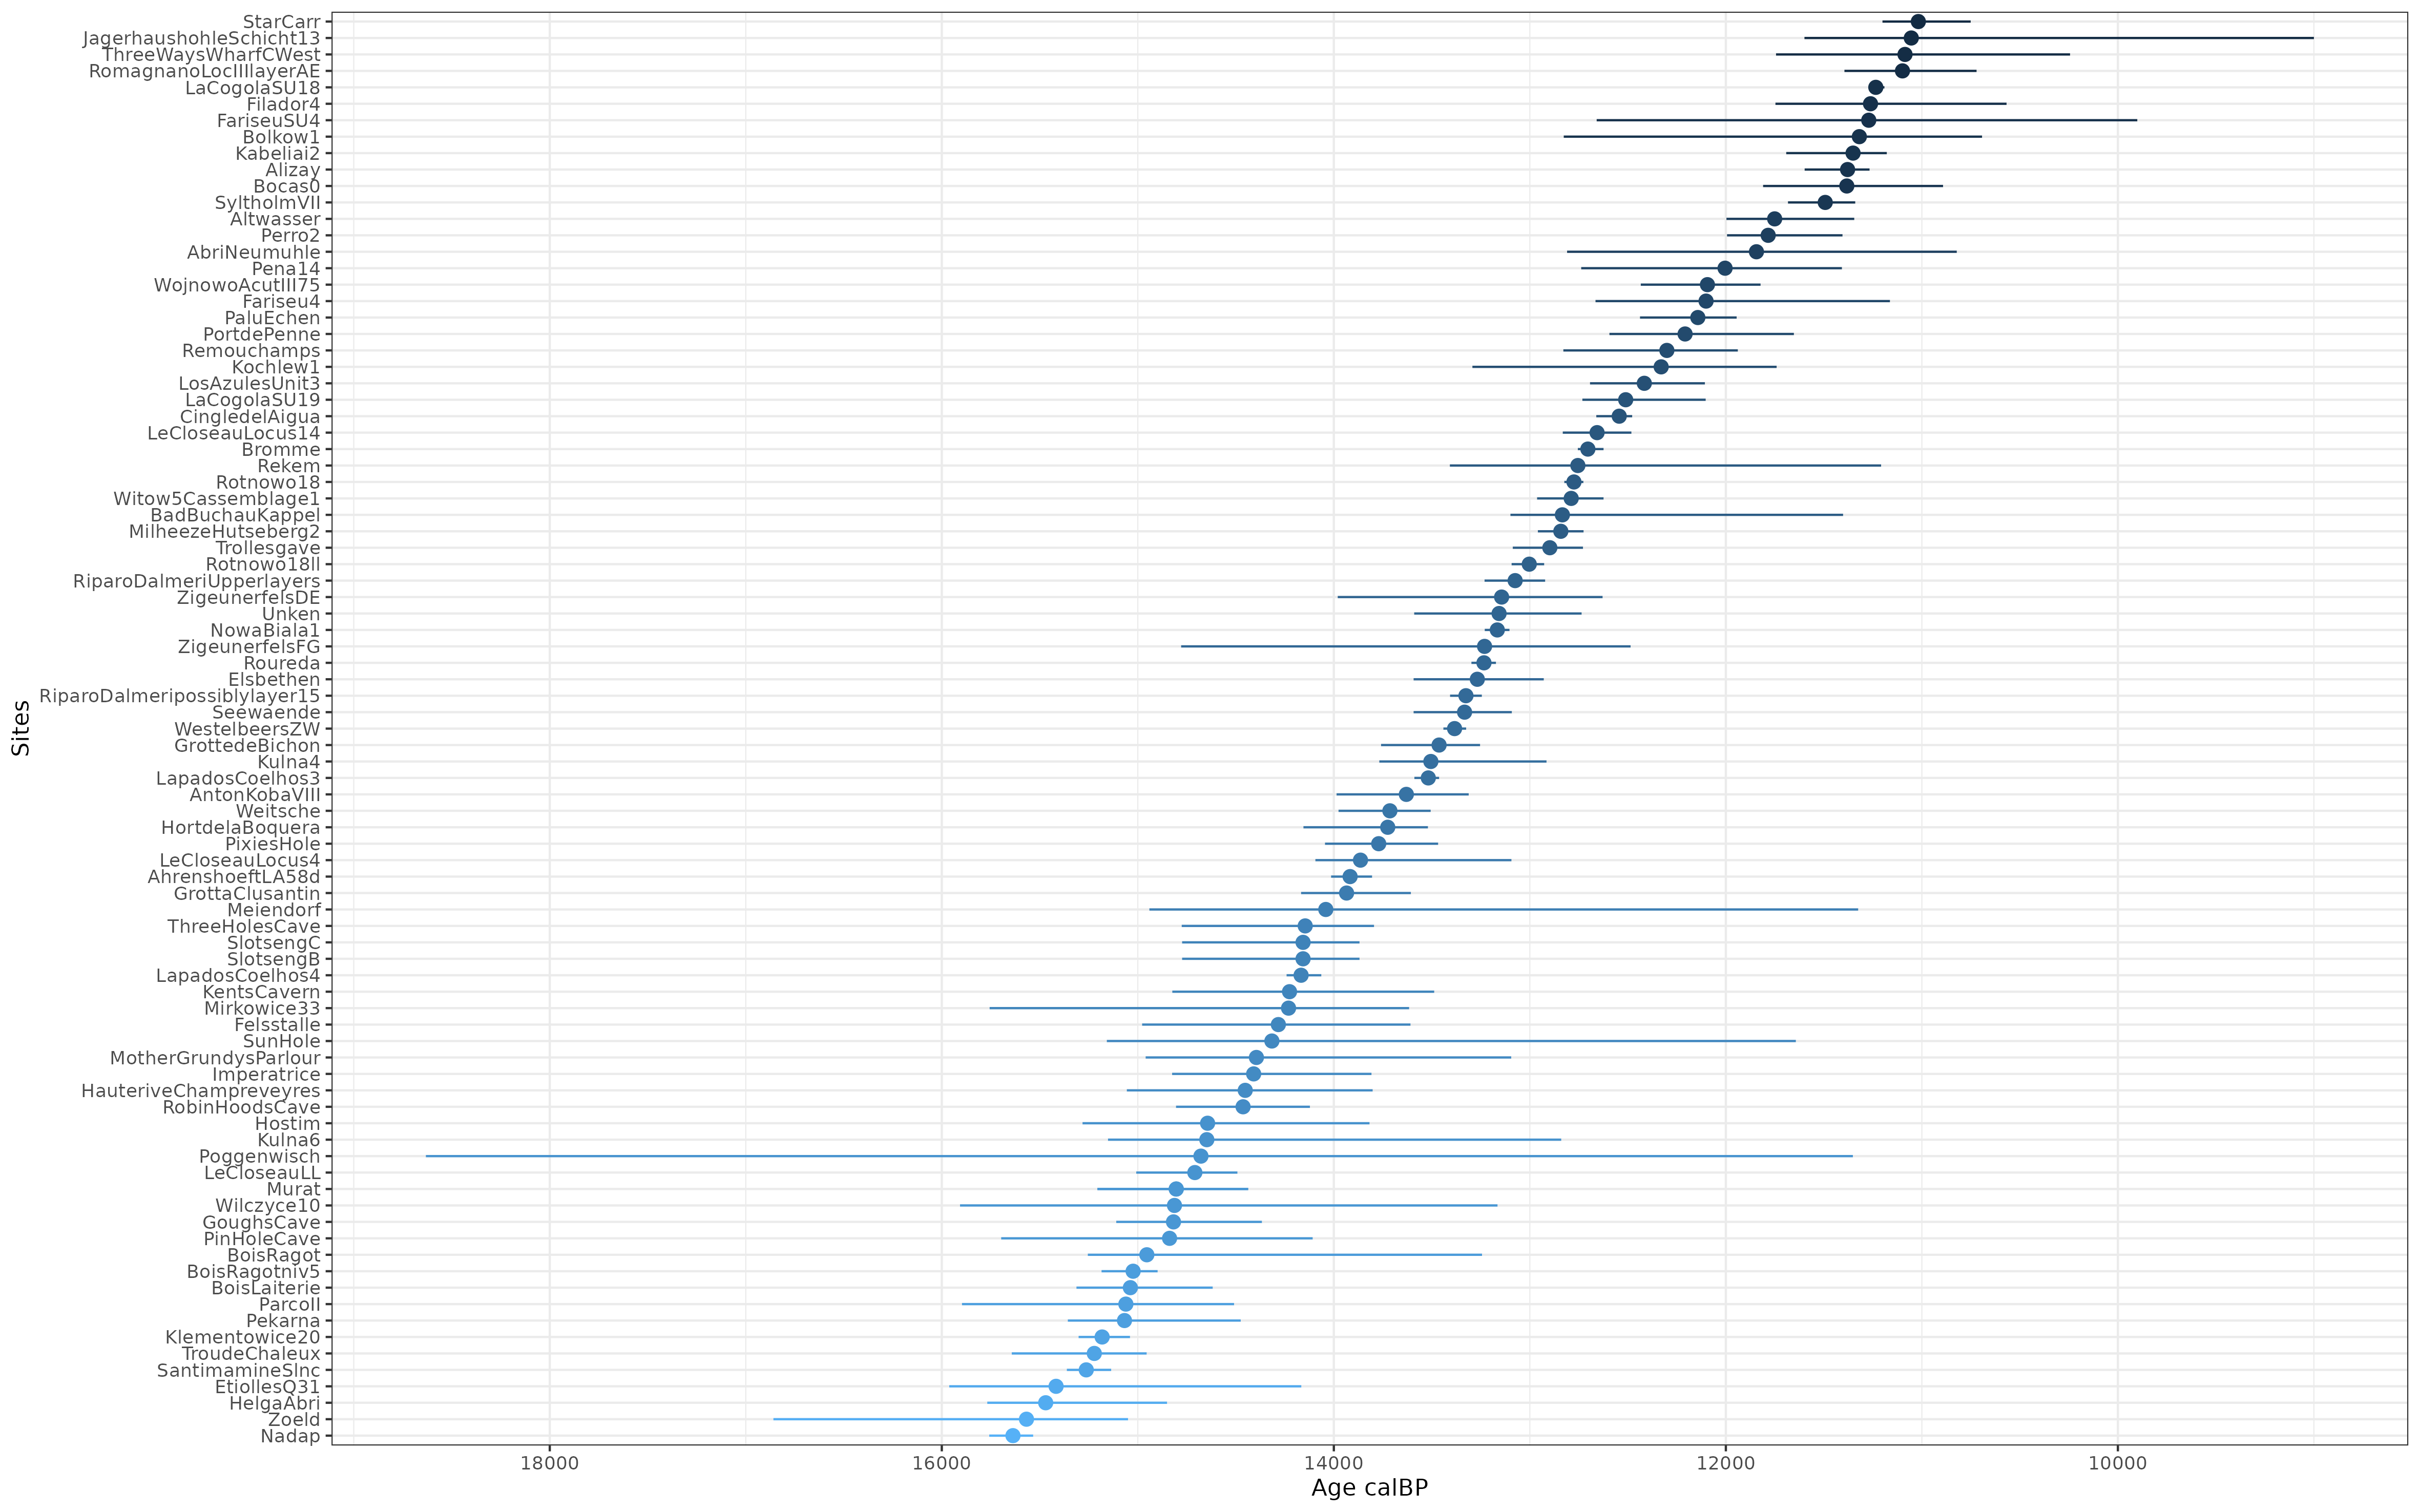 StarCarr
JagerhaushohleSchicht13
ThreeWaysWharfCWest
RomagnanoLocIIIlayerAE
LaCogolaSU18
Filador4
FariseuSU4
Bolkow1
Kabeliai2
Alizay
Bocas0
SyltholmVII
Altwasser
Perro2
AbriNeumuhle
Pena14
WojnowoAcutIII75
Fariseu4
PaluEchen
PortdePenne
Remouchamps
Kochlew1
LosAzulesUnit3
LaCogolaSU19
CingledelAigua
LeCloseauLocus14
Bromme
Rekem
Rotnowo18
Witow5Cassemblage1
BadBuchauKappel
MilheezeHutseberg2
Trollesgave
Rotnowo18II
RiparoDalmeriUpperlayers
ZigeunerfelsDE
Unken
NowaBiala1
ZigeunerfelsFG
Roureda
Elsbethen
RiparoDalmeripossiblylayer15
Seewaende
WestelbeersZW
GrottedeBichon
Kulna4
LapadosCoelhos3
AntonKobaVIII
Weitsche
HortdelaBoquera
PixiesHole
LeCloseauLocus4
AhrenshoeftLA58d
GrottaClusantin
Meiendorf
ThreeHolesCave
SlotsengC
SlotsengB
LapadosCoelhos4
KentsCavern
Mirkowice33
Felsstalle
SunHole
MotherGrundysParlour
Imperatrice
HauteriveChampreveyres
RobinHoodsCave
Hostim
Kulna6
Poggenwisch
LeCloseauLL
Murat
Wilczyce10
GoughsCave
PinHoleCave
BoisRagot
BoisRagotniv5
BoisLaiterie
ParcoII
Pekarna
Klementowice20
TroudeChaleux
SantimamineSlnc
EtiollesQ31
HelgaAbri
Zoeld
Nadap
Sites
18000 16000 14000 12000 10000
Age calBP